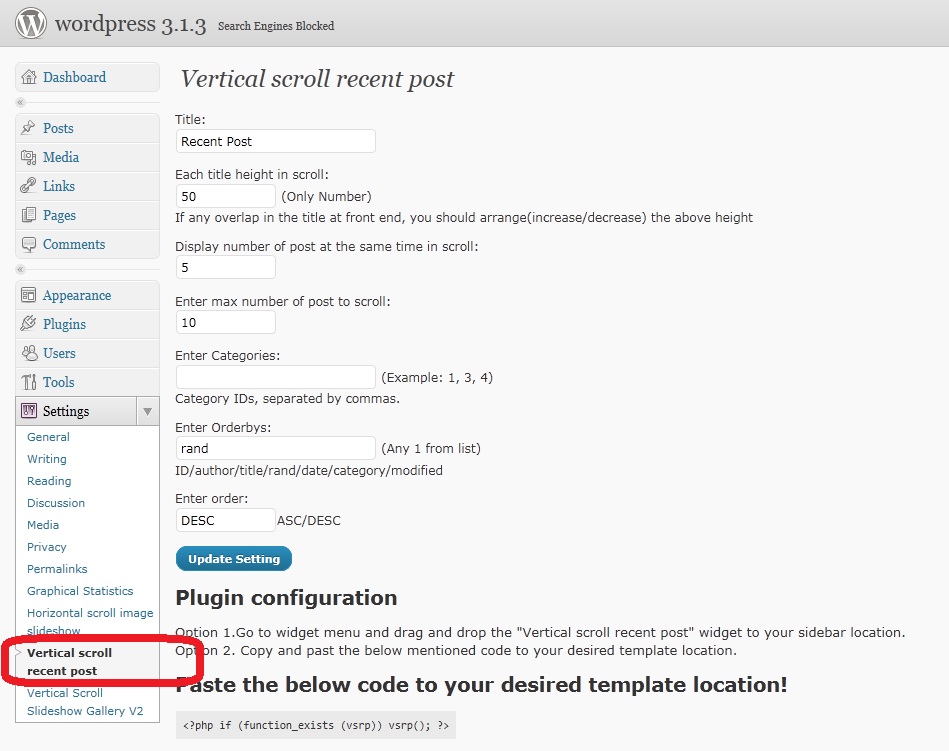 wordpress 3.1.3 Search Engines Blocked
Dashboard
Posts
Media
Links
Pages
Comments
Appearance
Plugins
Users
Tools
Settings
General
Writing
Reading
Discussion
Media
Privacy
Permalinks
Graphical Statistics
Horizontal scroll image
slideshow
Vertical scroll
recent post
Vertical Scroll
Slideshow Gallery V2
Vertical scroll recent post
Title:
Recent Post
Each title height in scroll:
50 (Only Number)
If any overlap in the title at front end, you should arrange(increase/decrease) the above height
Display number of post at the same time in scroll:
5
Enter max number of post to scroll:
10
Enter Categories:
(Example: 1, 3, 4)
Category IDs, separated by commas.
Enter Orderbys:
rand (Any 1 from list)
ID/author/title/rand/date/category/modified
Enter order:
DESC ASC/DESC
Update Setting
Plugin configuration
Option 1.Go to widget menu and drag and drop the "Vertical scroll recent post" widget to your sidebar location.
Option 2. Copy and past the below mentioned code to your desired template location.
Paste the below code to your desired template location!
<?php if (function_exists (vsrp)) vsrp(); ?>